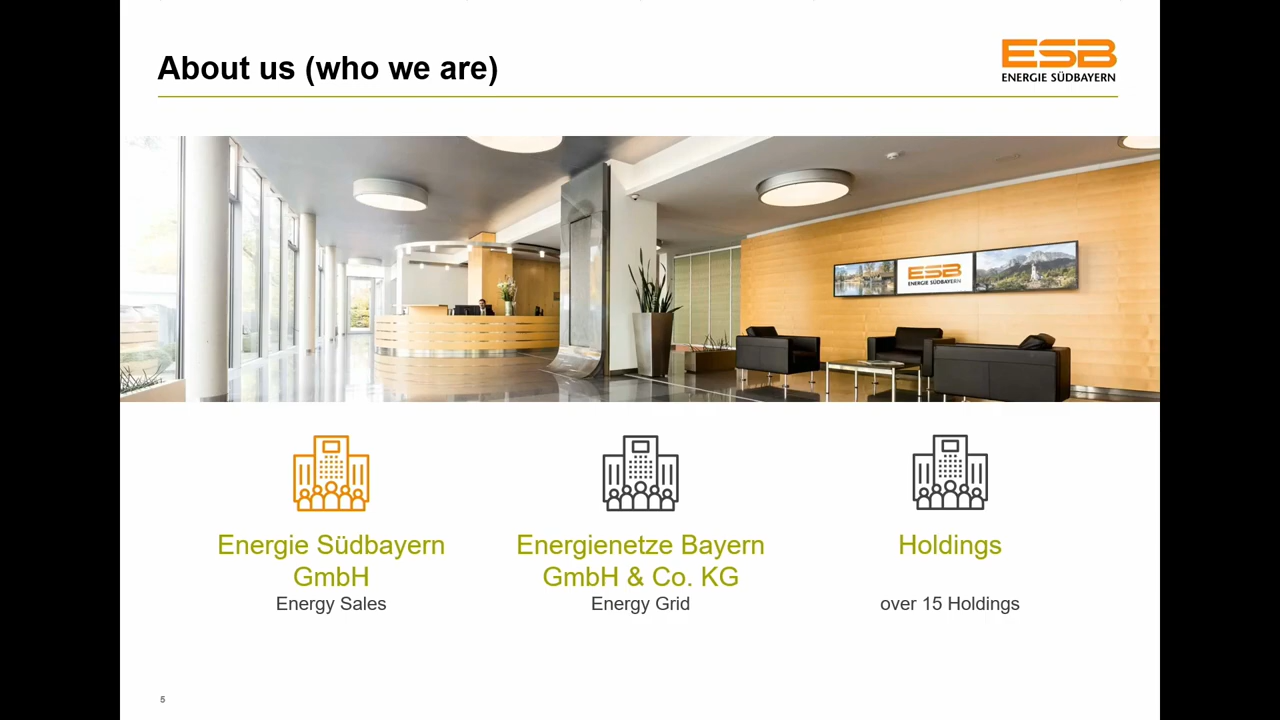 About us (who we are)
ESB
ENERGIE SÜDBAYERN
ESB
ENERGIE SÜDBAYERN
Energie Südbayern
GmbH
Energy Sales
Energienetze Bayern
GmbH & Co. KG
Energy Grid
Holdings
over 15 Holdings
5